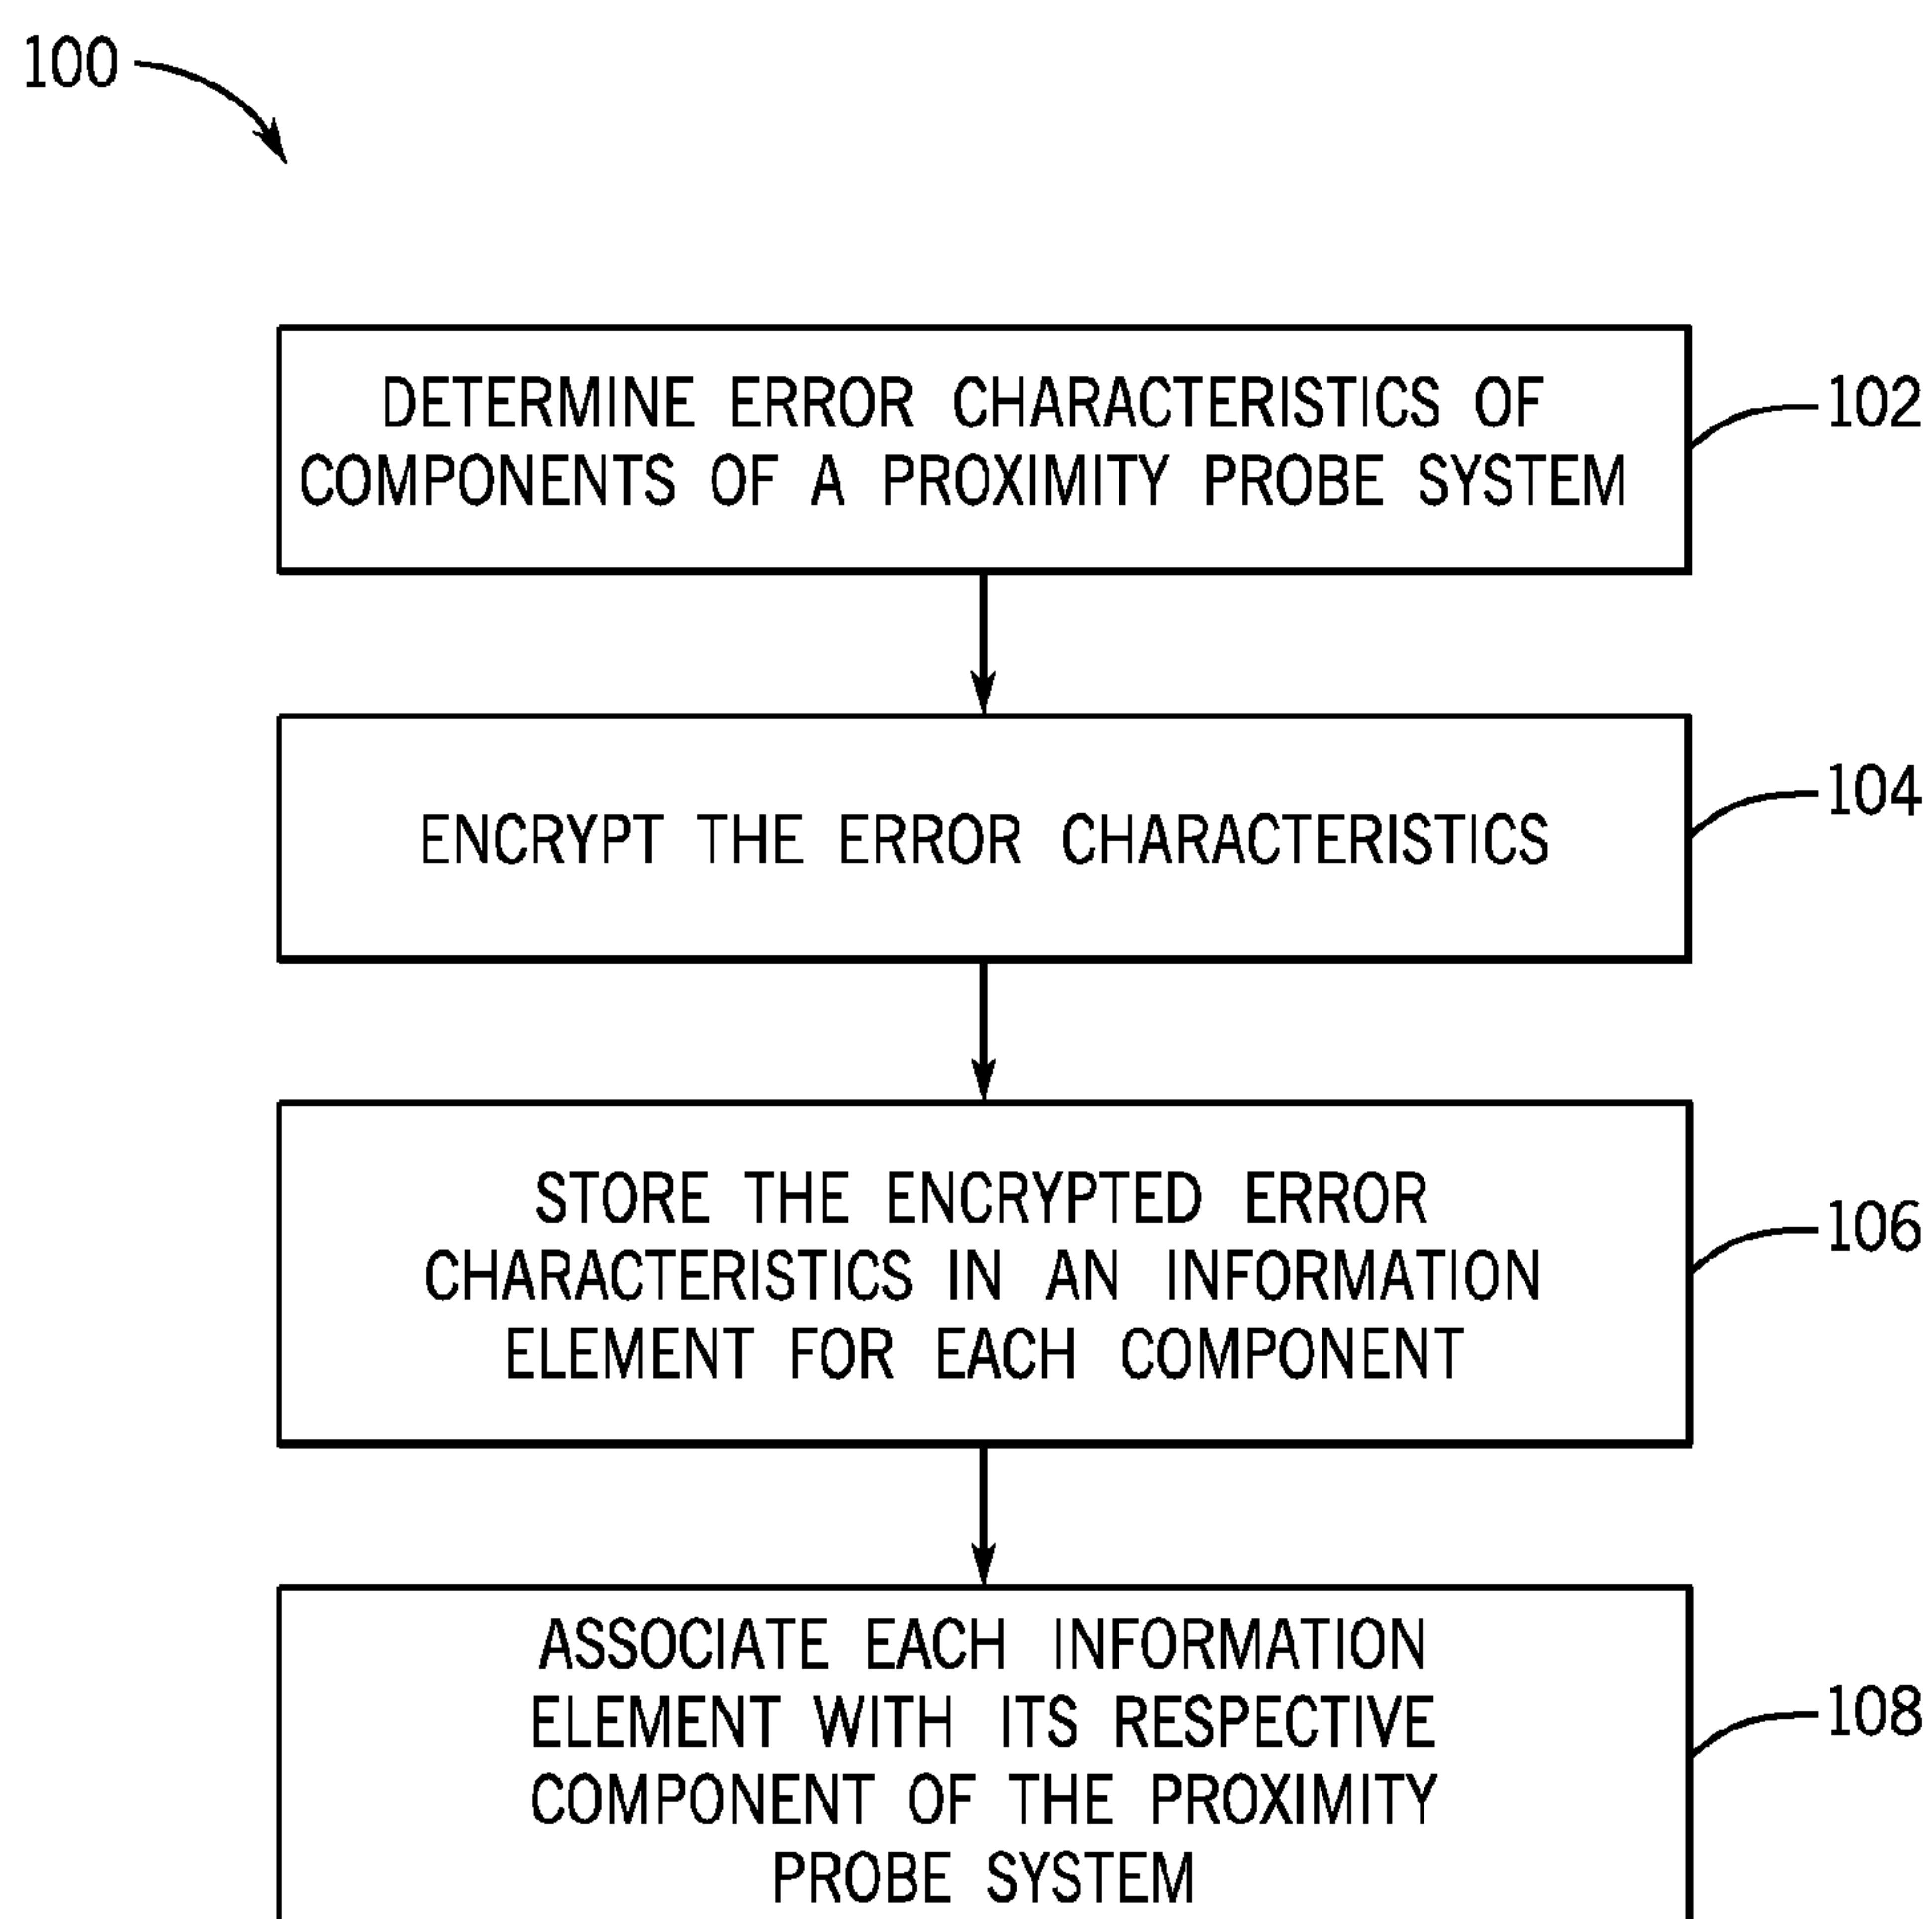 100
DETERMINE ERROR CHARACTERISTICS OF
COMPONENTS OF A PROXIMITY PROBE SYSTEM
102
ENCRYPT THE ERROR CHARACTERISTICS
104
STORE THE ENCRYPTED ERROR
CHARACTERISTICS IN AN INFORMATION
ELEMENT FOR EACH COMPONENT
106
ASSOCIATE EACH INFORMATION
ELEMENT WITH ITS RESPECTIVE
COMPONENT OF THE PROXIMITY
PROBE SYSTEM
108